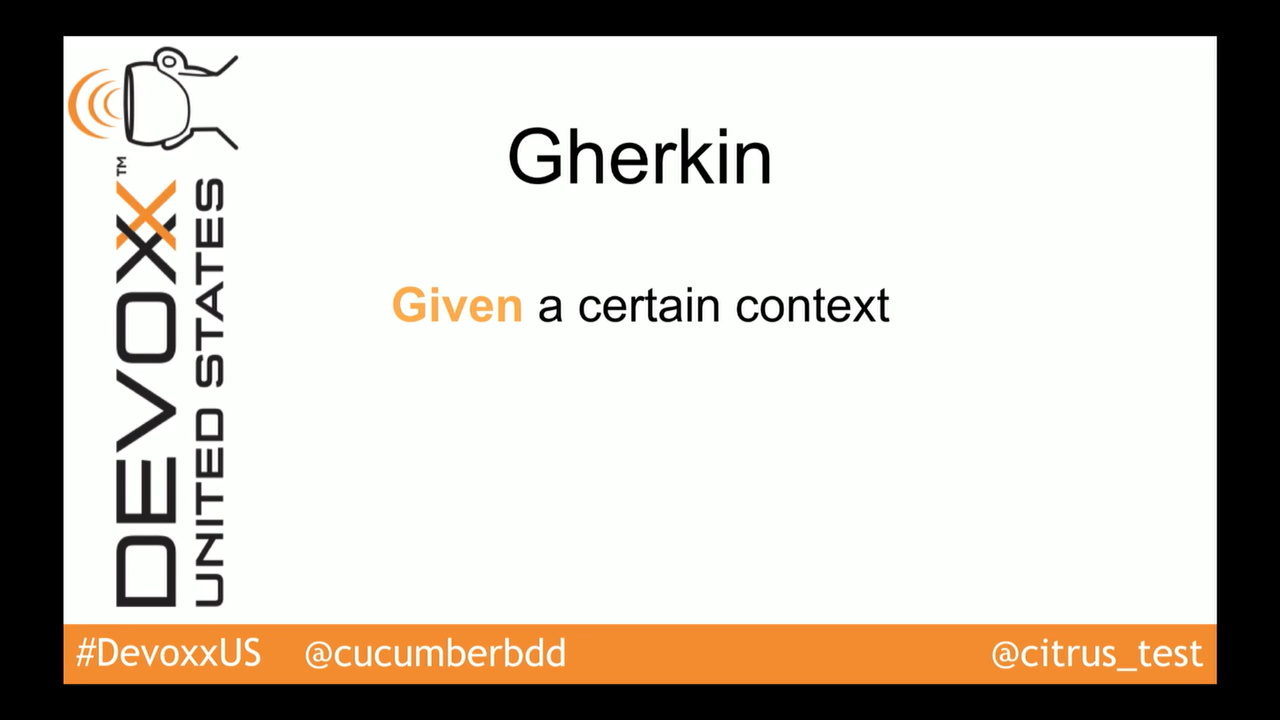 DEVOXX™
UNITED STATES
Gherkin
Given a certain context
#DevoxxUS @cucumberbdd @citrus_test